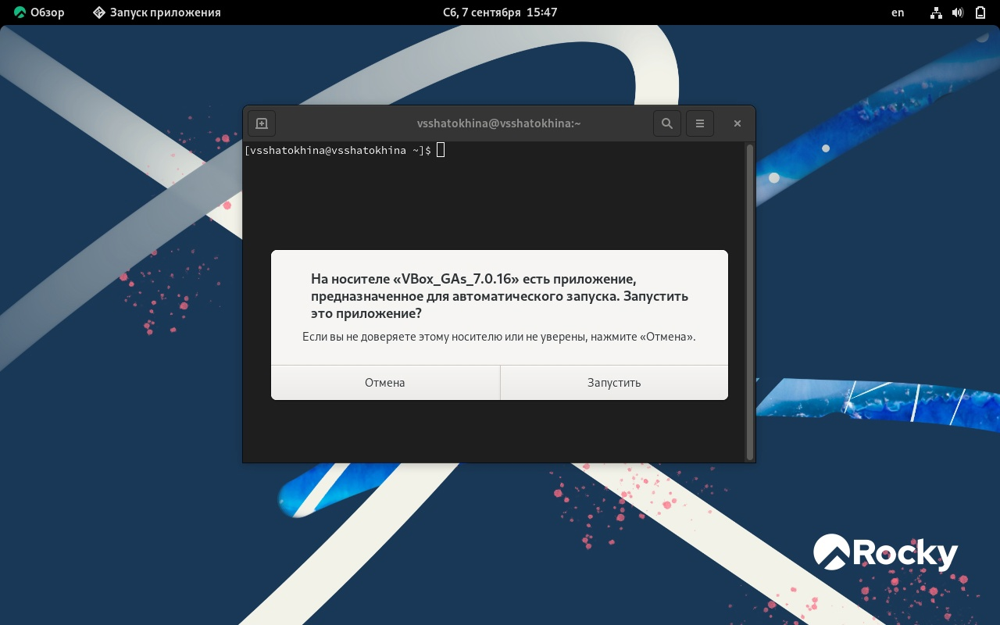 Обзор Запуск приложения Сб, 7 сентября 15:47 en
vsshatokhina@vsshatokhina:~
[vsshatokhina@vsshatokhina ~]$
На носителе «VBox_GAs_7.0.16» есть приложение,
предназначенное для автоматического запуска. Запустить
это приложение?
Если вы не доверяете этому носителю или не уверены, нажмите «Отмена».
Отмена Запустить
Rocky